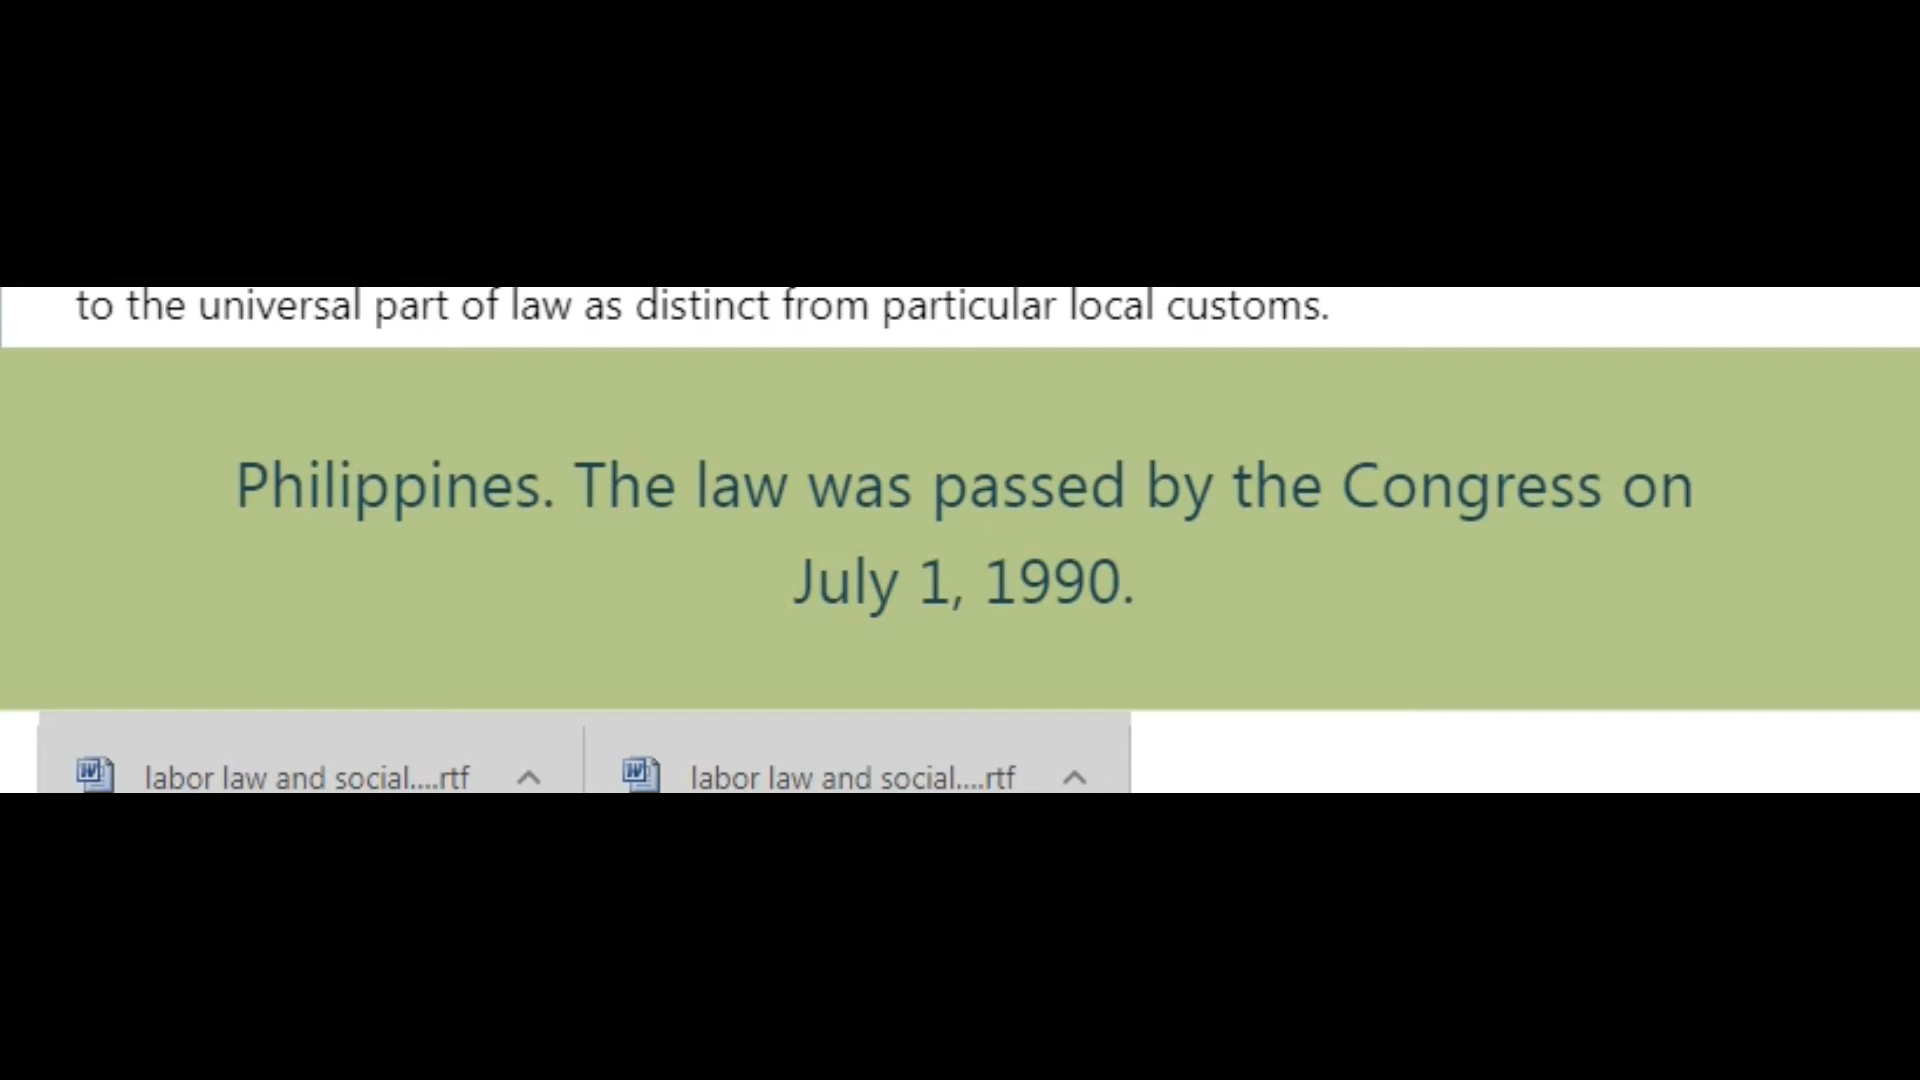 to the universal part of law as distinct from particular local customs.
Philippines. The law was passed by the Congress on
July 1, 1990.
labor law and social....rtf
labor law and social....rtf